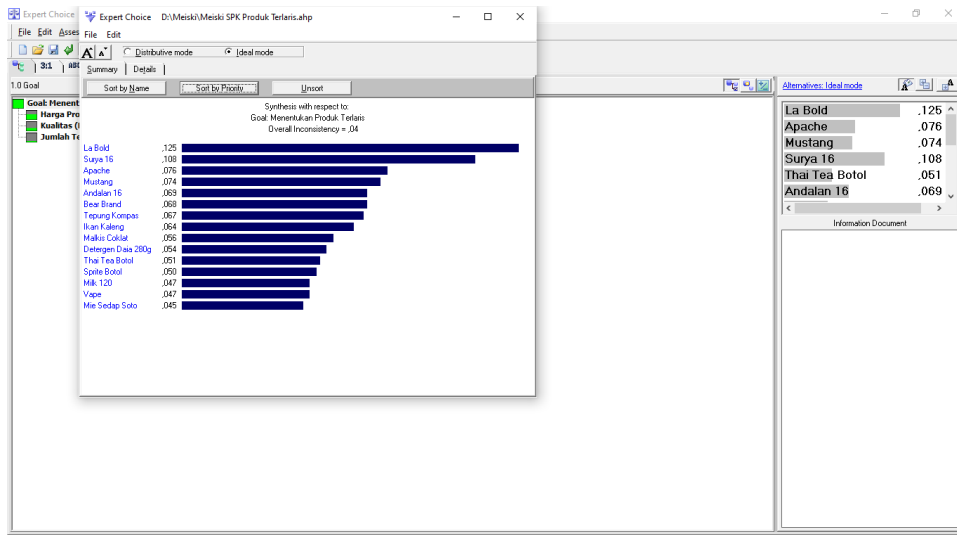 Expert Choice
File Edit Asses
3:1 ABC
1.0 Goal
Goal: Menent
Harga Pro
Kualitas (
Jumlah Te
Expert Choice D:\Meiski\Meiski SPK Produk Terlaris.ahp
File Edit
Distributive mode Ideal mode
Summary Details
Sort by Name Sort by Priority Unsort
Synthesis with respect to:
Goal: Menentukan Produk Terlaris
Overall Inconsistency = ,04
La Bold ,125
Surya 16 ,108
Apache ,076
Mustang ,074
Andalan 16 ,069
Bear Brand ,068
Tepung Kompas ,067
Ikan Kaleng ,064
Malkis Coklat ,056
Detergen Daia 280g ,054
Thai Tea Botol ,051
Sprite Botol ,050
Milk 120 ,047
Vape ,047
Mie Sedap Soto ,045
Alternatives: Ideal mode
La Bold ,125
Apache ,076
Mustang ,074
Surya 16 ,108
Thai Tea Botol ,051
Andalan 16 ,069
Information Document